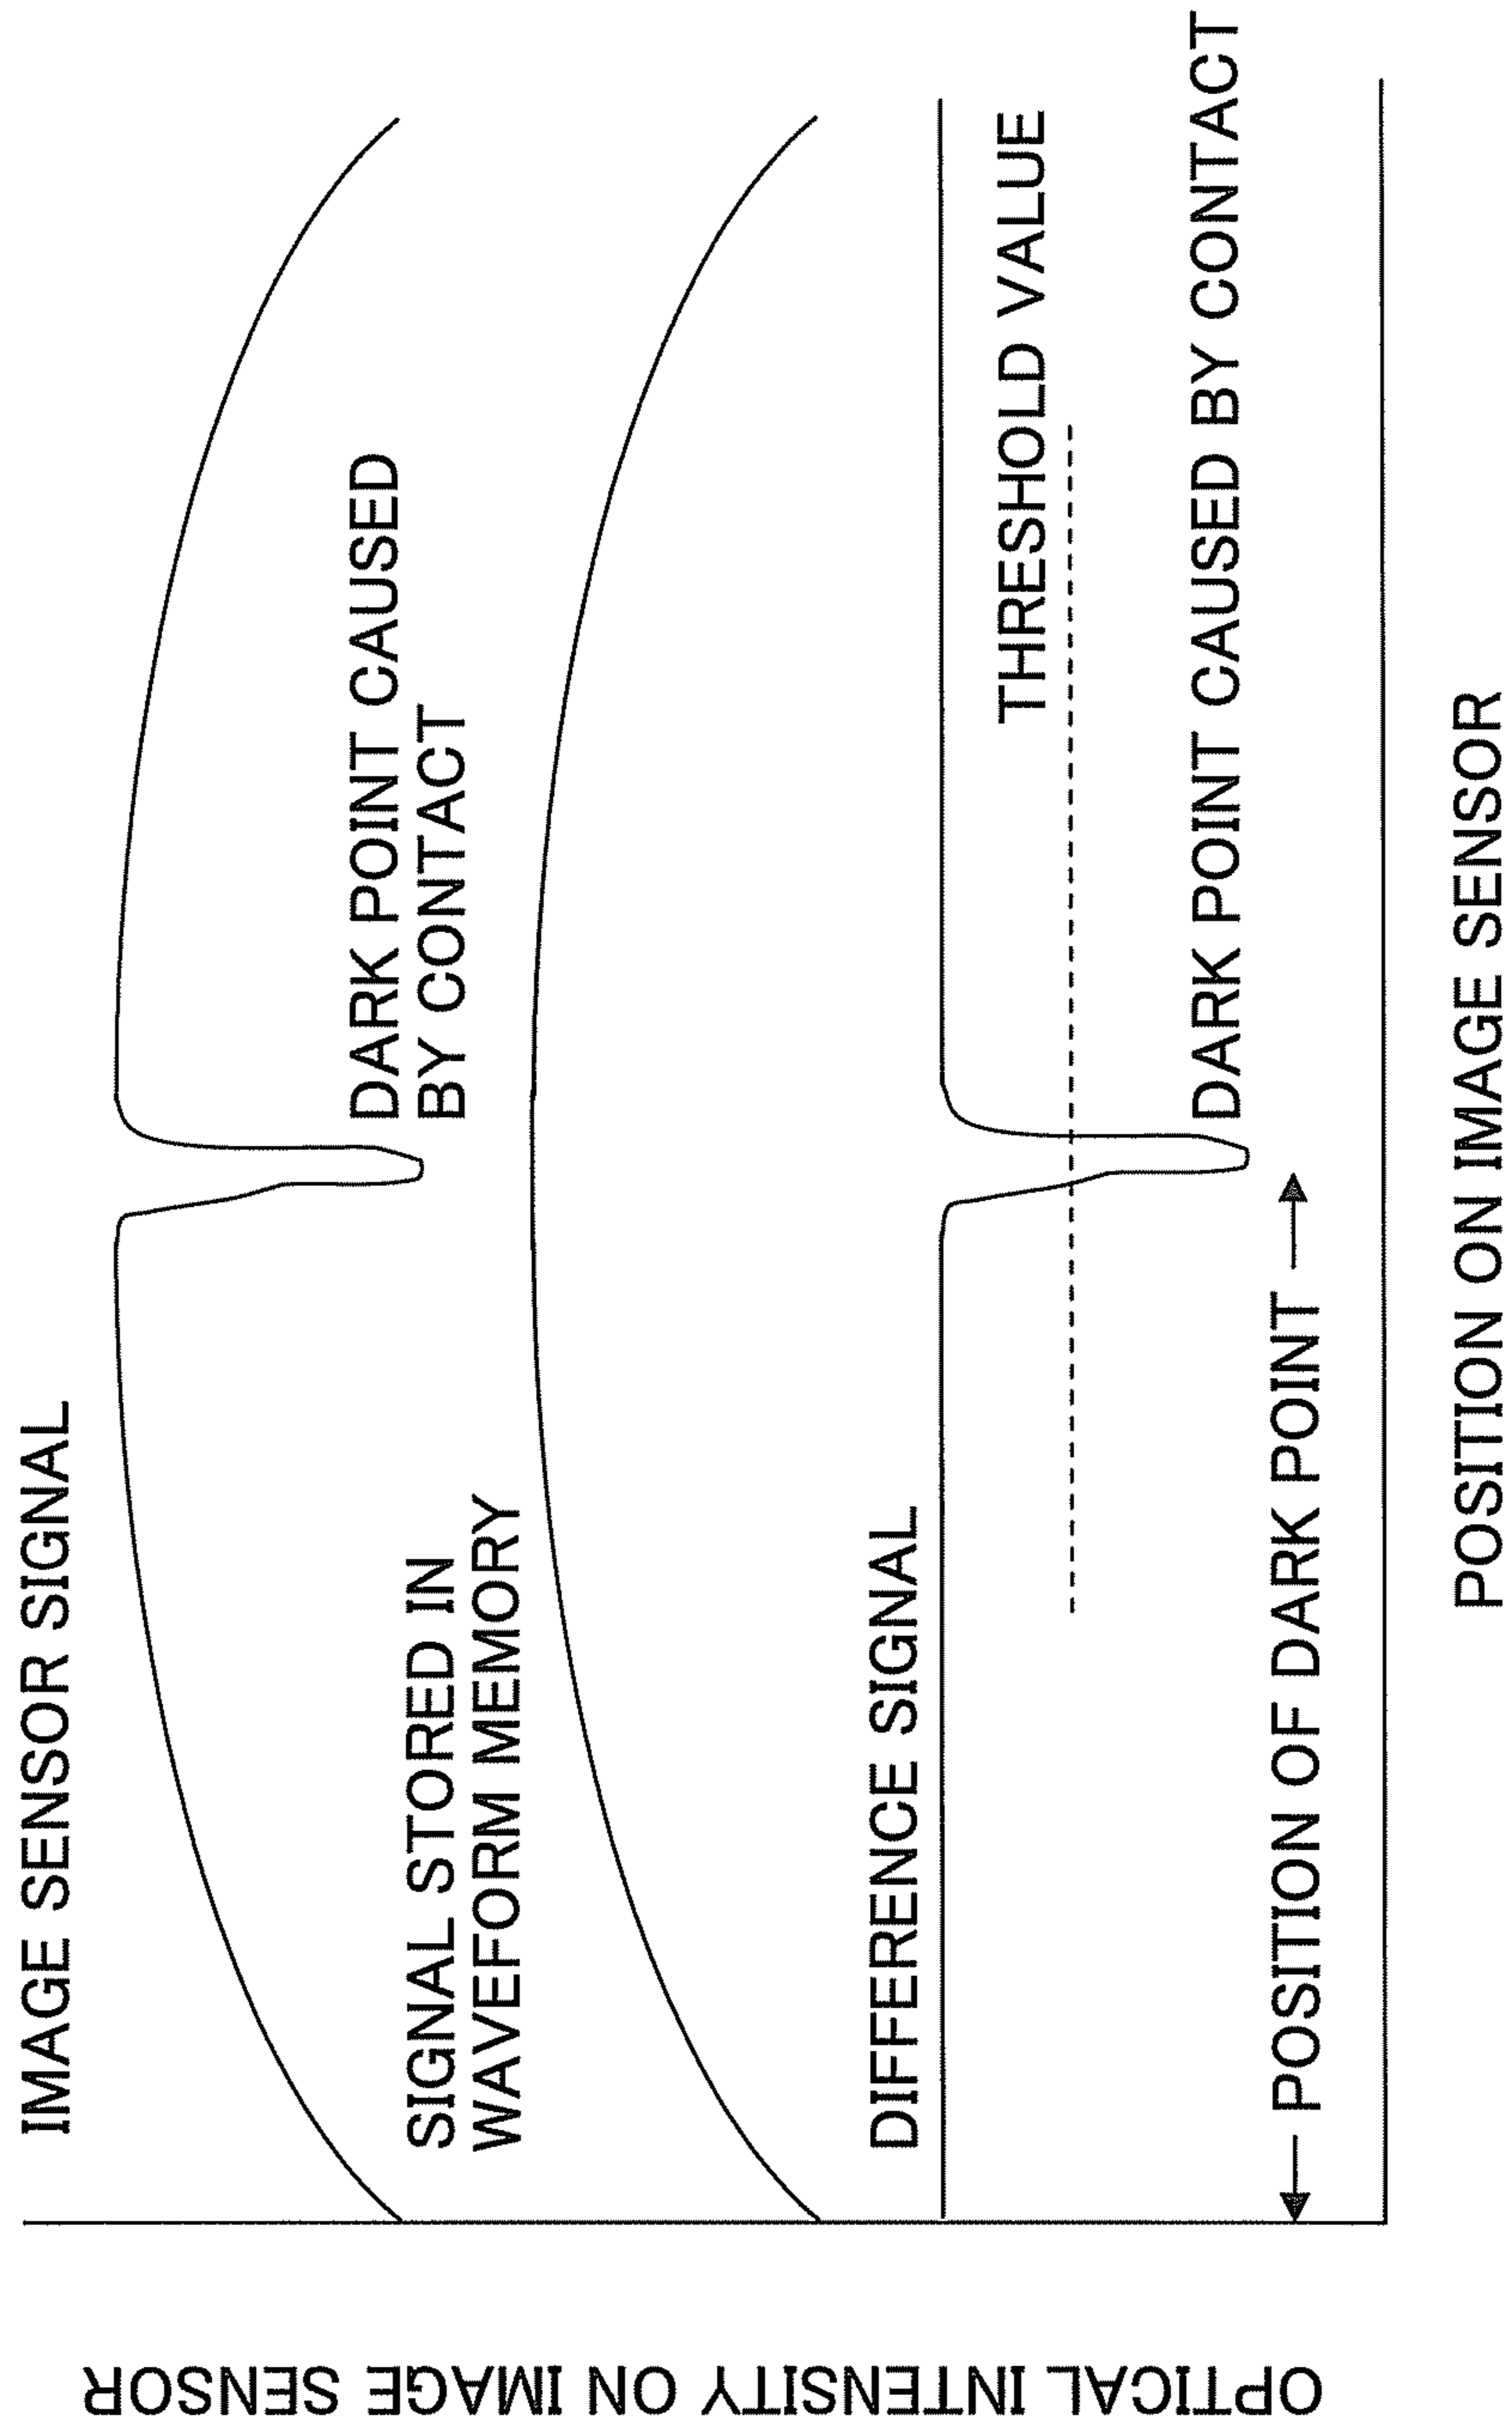 IMAGE SENSOR SIGNAL
DARK POINT CAUSED
BY CONTACT
SIGNAL STORED IN
WAVEFORM MEMORY
DIFFERENCE SIGNAL
THRESHOLD VALUE
DARK POINT CAUSED BY CONTACT
POSITION OF DARK POINT
POSITION ON IMAGE SENSOR
OPTICAL INTENSITY ON IMAGE SENSOR